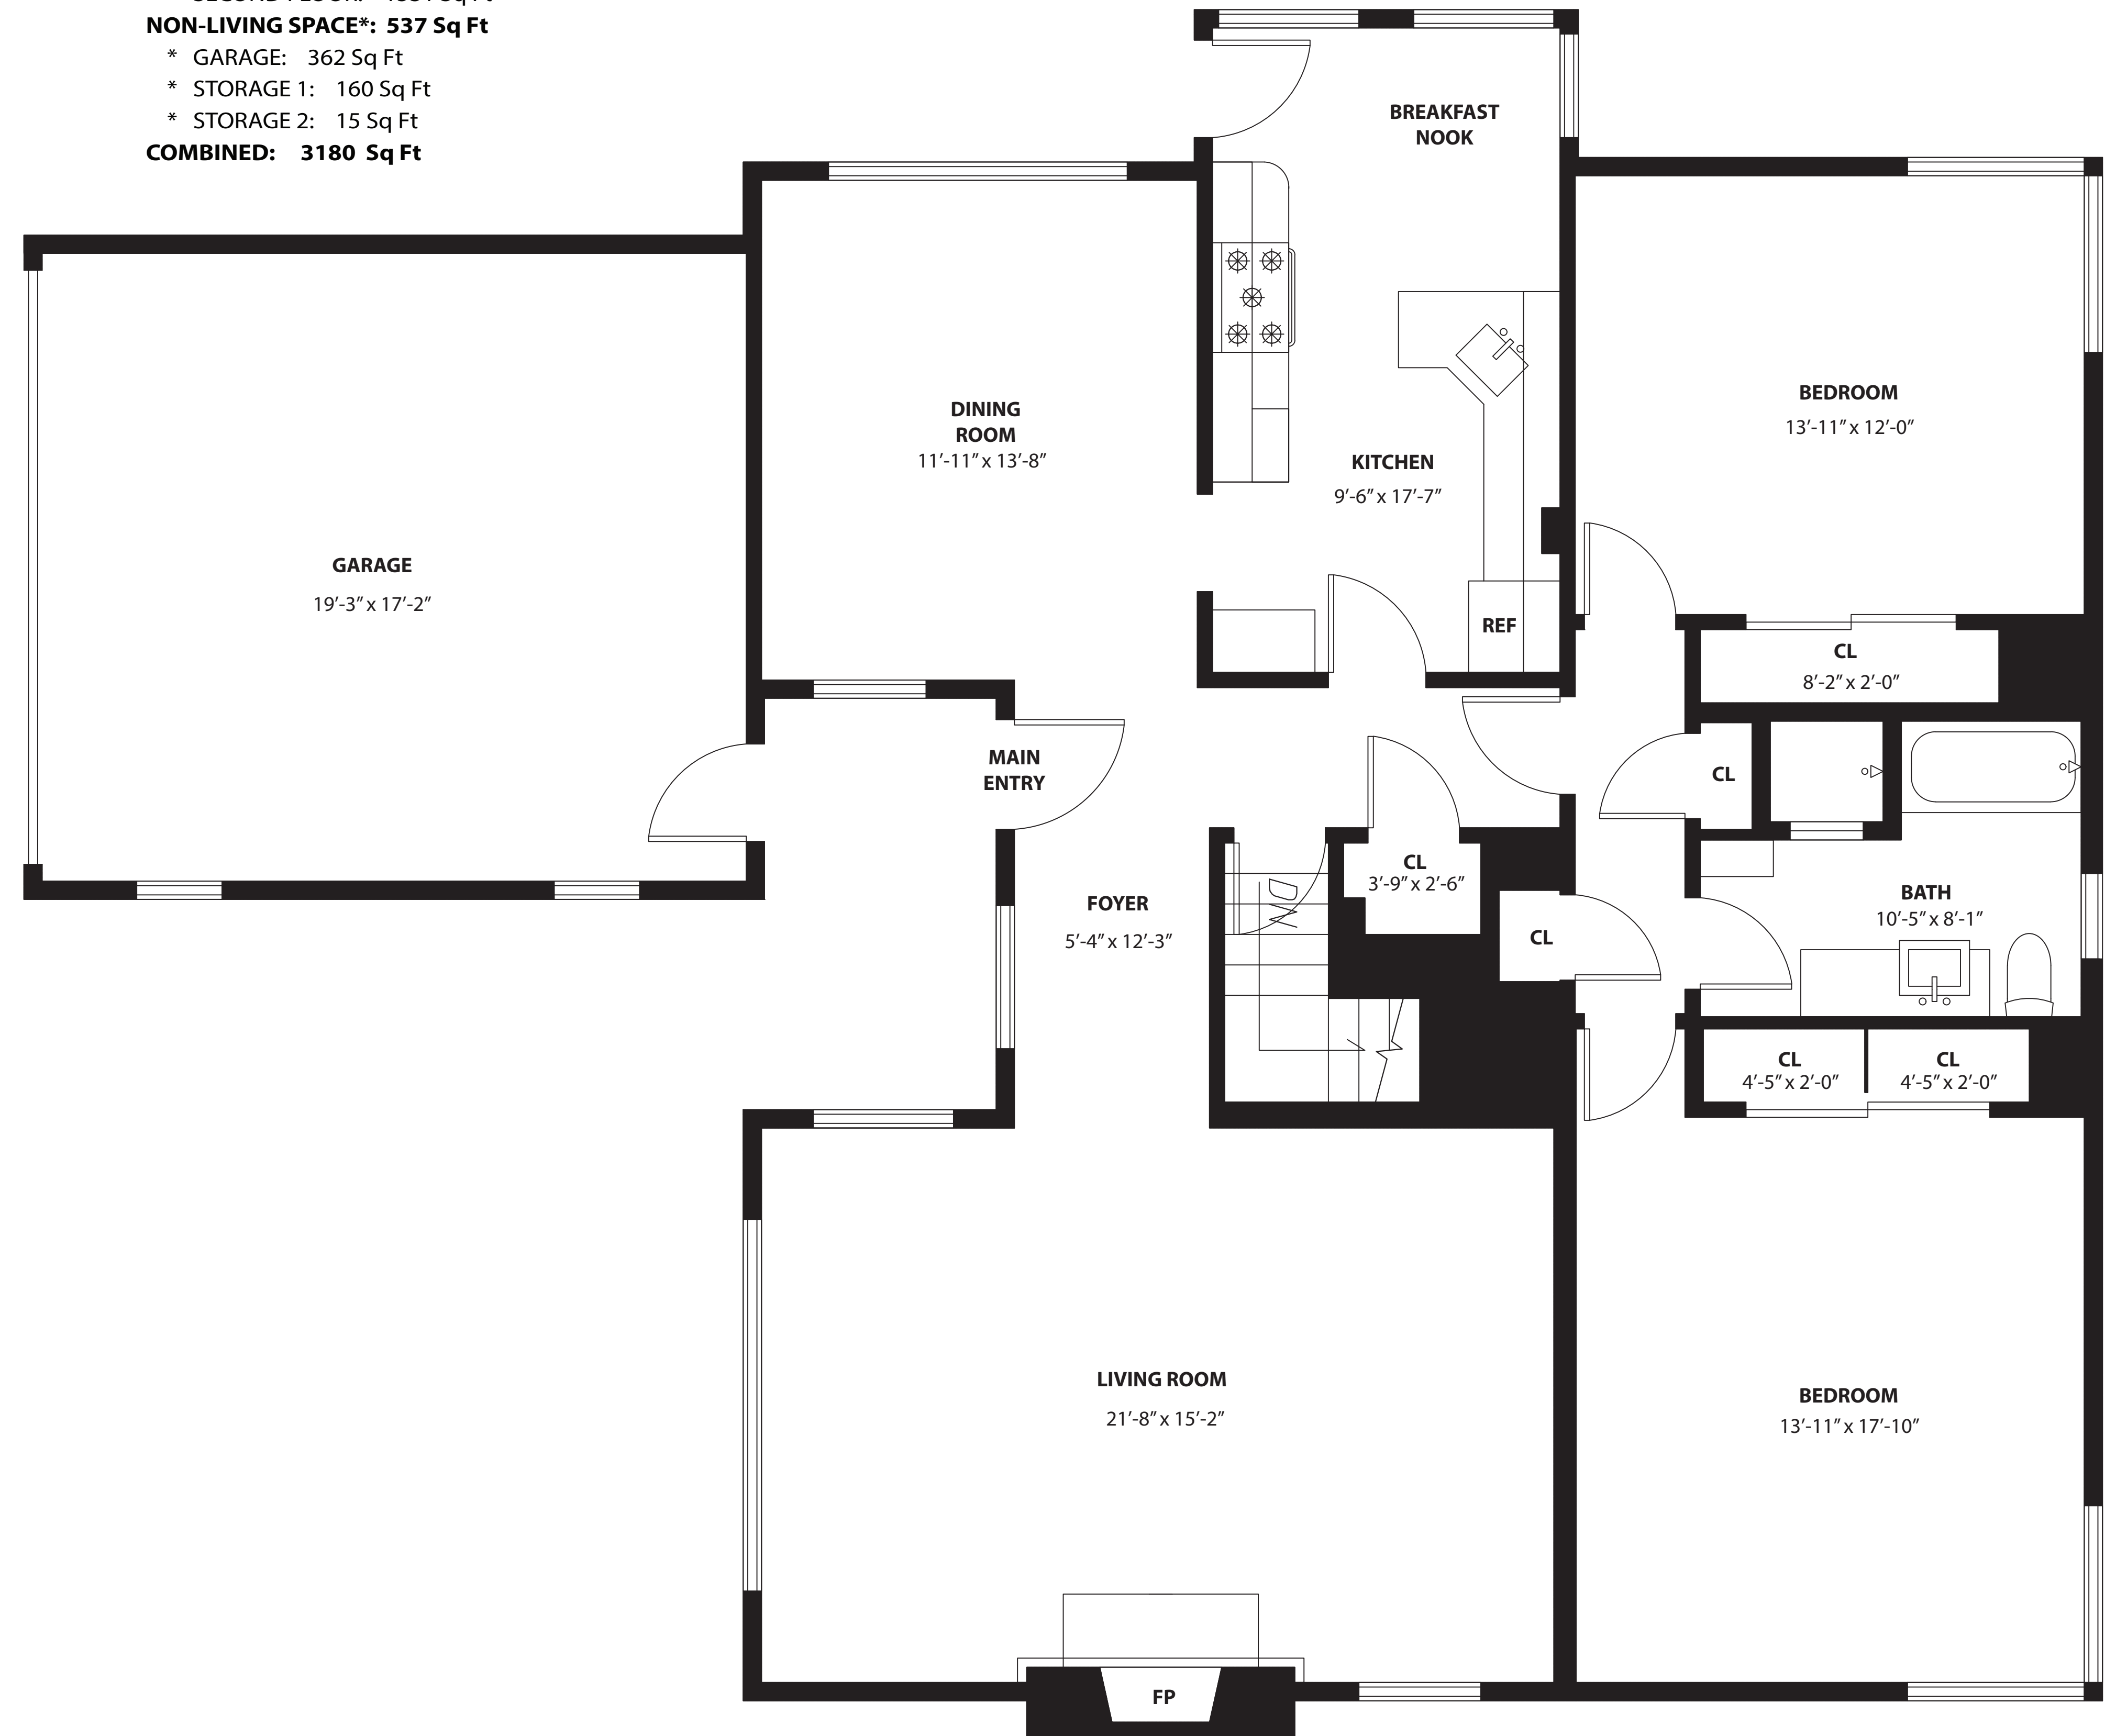 NON-LIVING SPACE*: 537 Sq Ft
* GARAGE: 362 Sq Ft
* STORAGE 1: 160 Sq Ft
* STORAGE 2: 15 Sq Ft
COMBINED: 3180 Sq Ft
BREAKFAST
NOOK
DINING
ROOM
11’-11” x 13’-8”
KITCHEN
9’-6” x 17’-7”
BEDROOM
13’-11” x 12’-0”
GARAGE
19’-3” x 17’-2”
REF
CL
8’-2” x 2’-0”
MAIN
ENTRY
CL
FOYER
5’-4” x 12’-3”
DW
CL
3’-9” x 2’-6”
CL
BATH
10’-5” x 8’-1”
CL
4’-5” x 2’-0”
CL
4’-5” x 2’-0”
LIVING ROOM
21’-8” x 15’-2”
BEDROOM
13’-11” x 17’-10”
FP